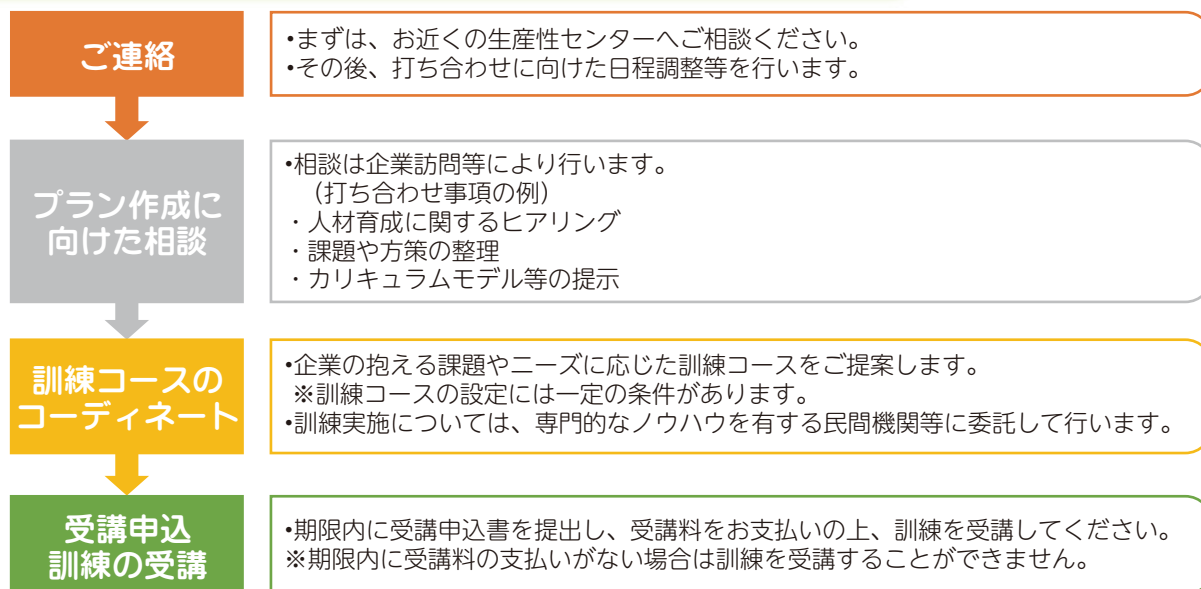 ご連絡
•まずは、お近くの生産性センターへご相談ください。
•その後、打ち合わせに向けた日程調整等を行います。
プラン作成に
向けた相談
•相談は企業訪問等により行います。
（打ち合わせ事項の例）
・人材育成に関するヒアリング
・課題や方策の整理
・カリキュラムモデル等の提示
訓練コースの
コーディネート
•企業の抱える課題やニーズに応じた訓練コースをご提案します。
※訓練コースの設定には一定の条件があります。
•訓練実施については、専門的なノウハウを有する民間機関等に委託して行います。
受講申込
訓練の受講
•期限内に受講申込書を提出し、受講料をお支払いの上、訓練を受講してください。
※期限内に受講料の支払いがない場合は訓練を受講することができません。